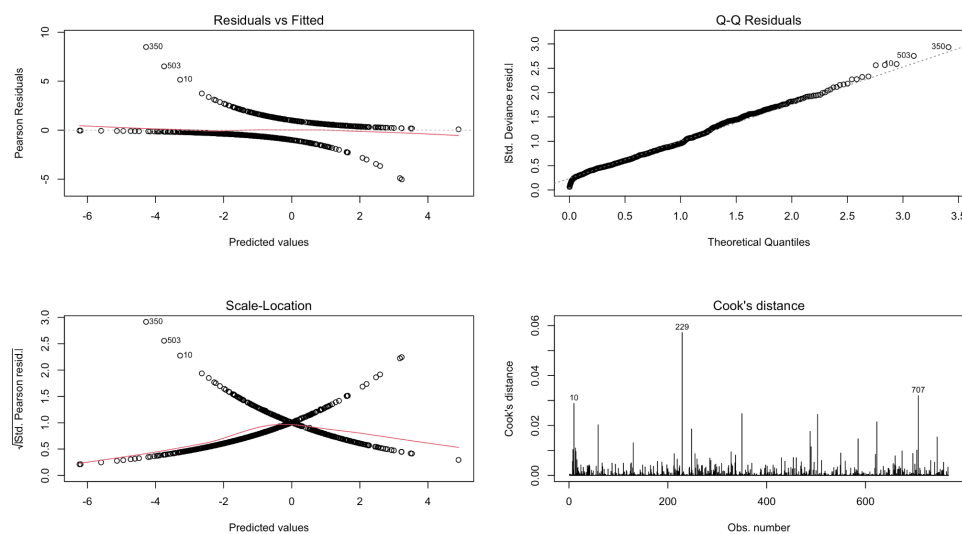 Residuals vs Fitted
Pearson Residuals
10
5
0
-5
350
503
10
-6 -4 -2 0 2 4
Predicted values
Q-Q Residuals
|Std. Deviance resid.|
3.0
2.5
2.0
1.5
1.0
0.5
0.0
10 503 350
0.0 0.5 1.0 1.5 2.0 2.5 3.0 3.5
Theoretical Quantiles
Scale-Location
√|Std. Pearson resid.|
3.0
2.5
2.0
1.5
1.0
0.5
0.0
350
503
10
-6 -4 -2 0 2 4
Predicted values
Cook's distance
Cook's distance
0.06
0.04
0.02
0.00
10
229
707
0 200 400 600
Obs. number